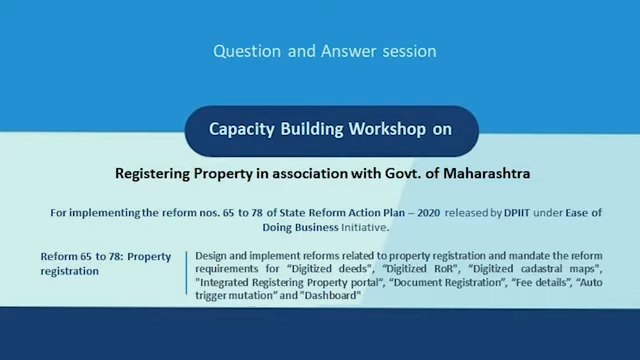 Question and Answer session
Capacity Building Workshop on
Registering Property in association with Govt. of Maharashtra
For implementing the reform nos. 65 to 78 of State Reform Action Plan – 2020 released by DPIIT under Ease of
Doing Business Initiative.
Reform 65 to 78: Property
registration
Design and implement reforms related to property registration and mandate the reform
requirements for “Digitized deeds", “Digitized RoR", “Digitized cadastral maps",
"Integrated Registering Property portal“, “Document Registration”, “Fee details”, “Auto
trigger mutation” and "Dashboard"